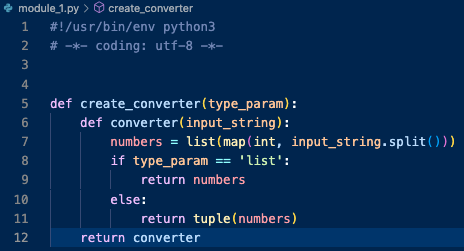 module_1.py > create_converter
1 #!/usr/bin/env python3
2 # -*- coding: utf-8 -*-
3
4
5 def create_converter(type_param):
6     def converter(input_string):
7         numbers = list(map(int, input_string.split()))
8         if type_param == 'list':
9             return numbers
10         else:
11             return tuple(numbers)
12     return converter